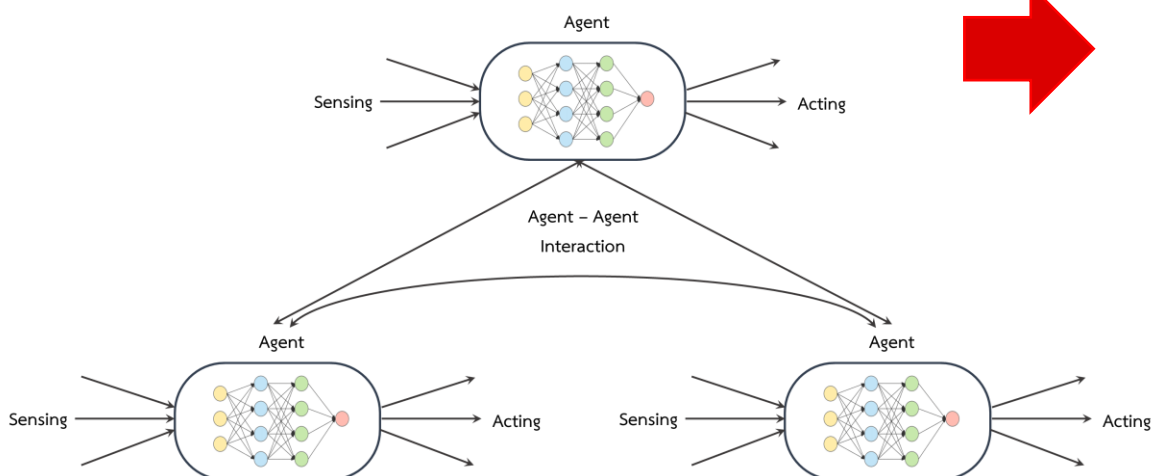 Agent
Sensing
Acting
Agent – Agent
Interaction
Agent
Agent
Sensing
Acting
Sensing
Acting